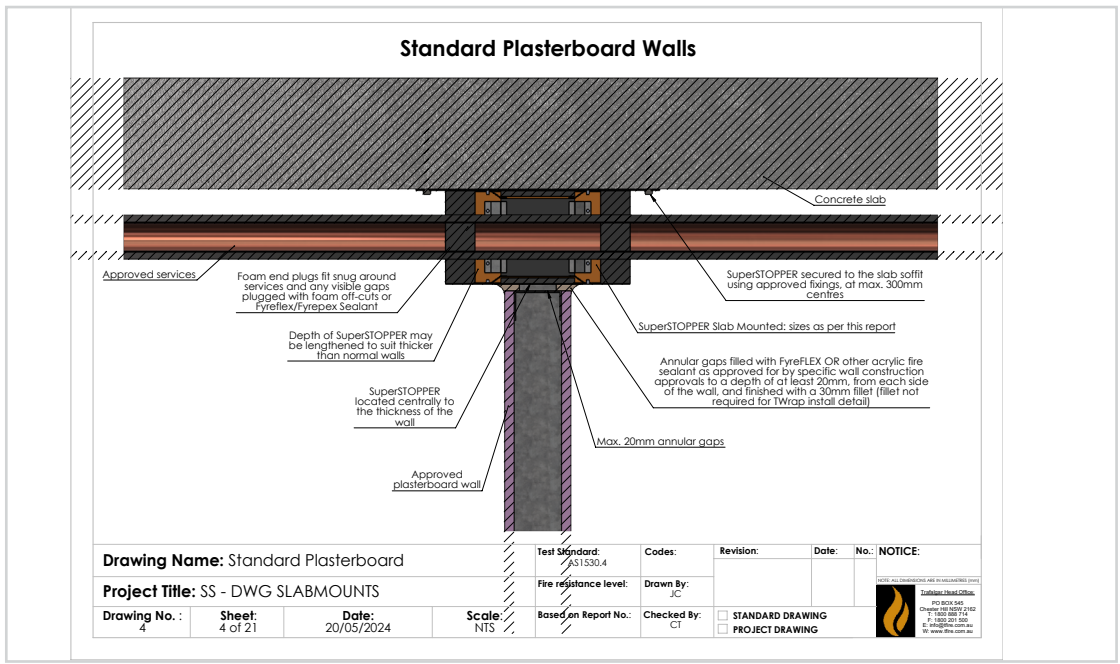 Standard Plasterboard Walls
Concrete slab
Approved services
Foam end plugs fit snug around
services and any visible gaps
plugged with foam off-cuts or
Fyreflex/Fyrepex Sealant
SuperSTOPPER secured to the slab soffit
using approved fixings, at max. 300mm
centres
Depth of SuperSTOPPER may
be lengthened to suit thicker
than normal walls
SuperSTOPPER Slab Mounted: sizes as per this report
SuperSTOPPER
located centrally to
the thickness of the
wall
Annular gaps filled with FyreFLEX OR other acrylic fire
sealant as approved for by specific wall construction
approvals to a depth of at least 20mm, from each side
of the wall, and finished with a 30mm fillet (fillet not
required for TWrap install detail)
Max. 20mm annular gaps
Approved
plasterboard wall
Drawing Name: Standard Plasterboard
Project Title: SS - DWG SLABMOUNTS
Drawing No. :
4
Sheet:
4 of 21
Date:
20/05/2024
Scale:
NTS
Test Standard:
AS1530.4
Fire resistance level:
Based on Report No.:
Codes:
Drawn By:
JC
Checked By:
CT
Revision:
Date:
No.:
STANDARD DRAWING
PROJECT DRAWING
NOTICE:
NOTE: ALL DIMENSIONS ARE IN MILLIMETRES (mm)
Trafalgar Head Office:
PO BOX 545
Chester Hill NSW 2162
T: 1800 888 714
F: 1800 201 500
E: info@tfire.com.au
W: www.tfire.com.au